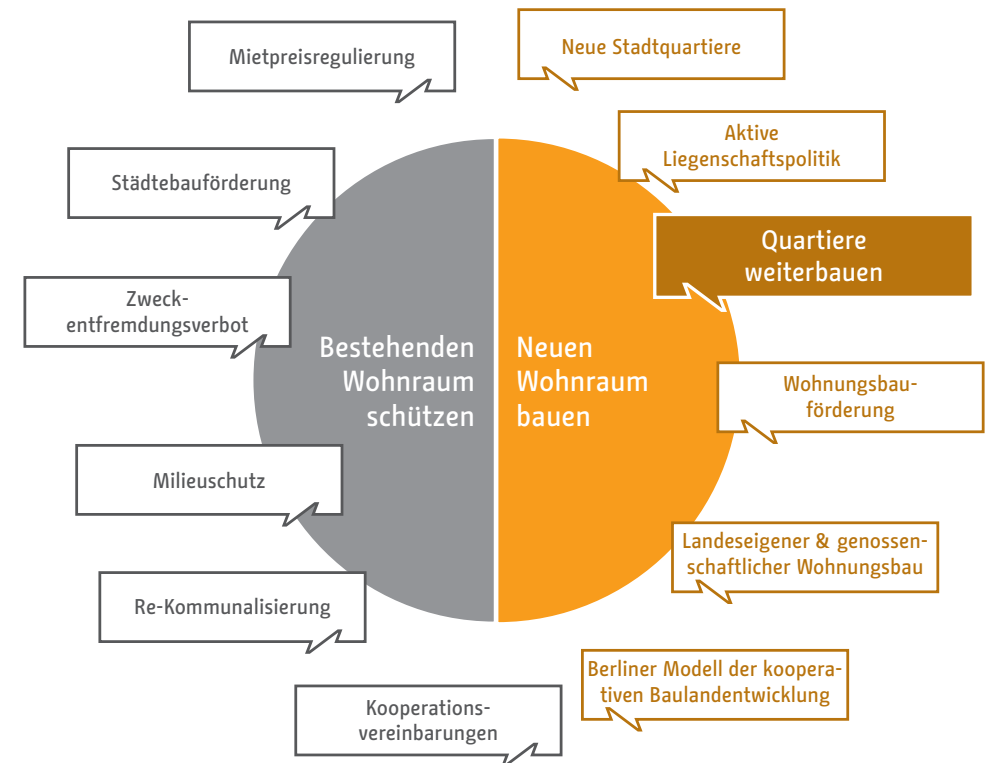 Mietpreisregulierung
Städtebauförderung
Zweck-
entfremdungsverbot
Milieuschutz
Re-Kommunalisierung
Kooperations-
vereinbarungen
Bestehenden
Wohnraum
schützen
Neuen
Wohnraum
bauen
Neue Stadtquartiere
Aktive
Liegenschaftspolitik
Quartiere
weiterbauen
Wohnungsbau-
förderung
Landeseigener & genossen-
schaftlicher Wohnungsbau
Berliner Modell der koopera-
tiven Baulandentwicklung